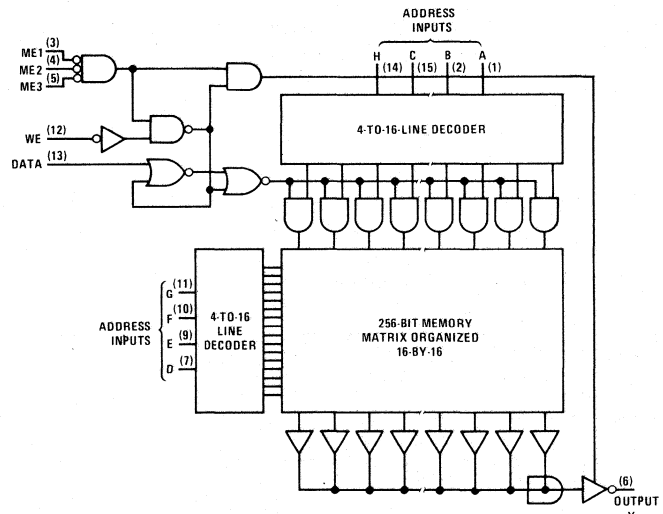 ADDRESS
INPUTS
H C B A
(14) (15) (2) (1)
ME1 (3)
ME2 (4)
ME3 (5)
WE (12)
DATA (13)
4-TO-16-LINE DECODER
ADDRESS
INPUTS
G (11)
F (10)
E (9)
D (7)
4-TO-16
LINE
DECODER
256-BIT MEMORY
MATRIX ORGANIZED
16-BY-16
(6)
OUTPUT